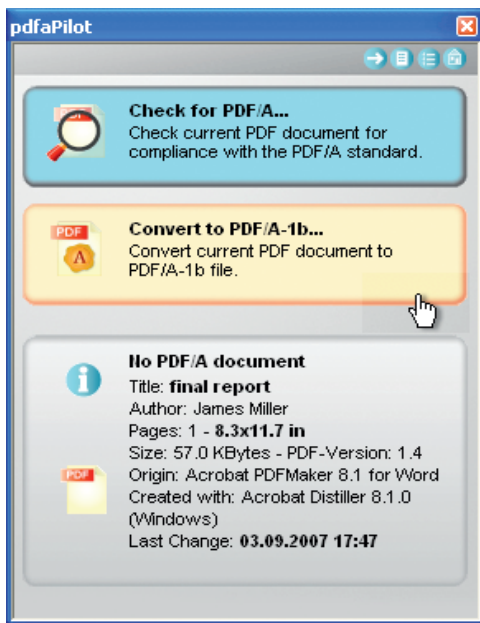 pdfaPilot
Check for PDF/A...
Check current PDF document for
compliance with the PDF/A standard.
PDF
Convert to PDF/A-1b...
A
Convert current PDF document to
PDF/A-1b file.
No PDF/A document
Title: final report
Author: James Miller
Pages: 1 - 8.3x11.7 in
Size: 57.0 KBytes - PDF-Version: 1.4
PDF
Origin: Acrobat PDFMaker 8.1 for Word
Created with: Acrobat Distiller 8.1.0
(Windows)
Last Change: 03.09.2007 17:47